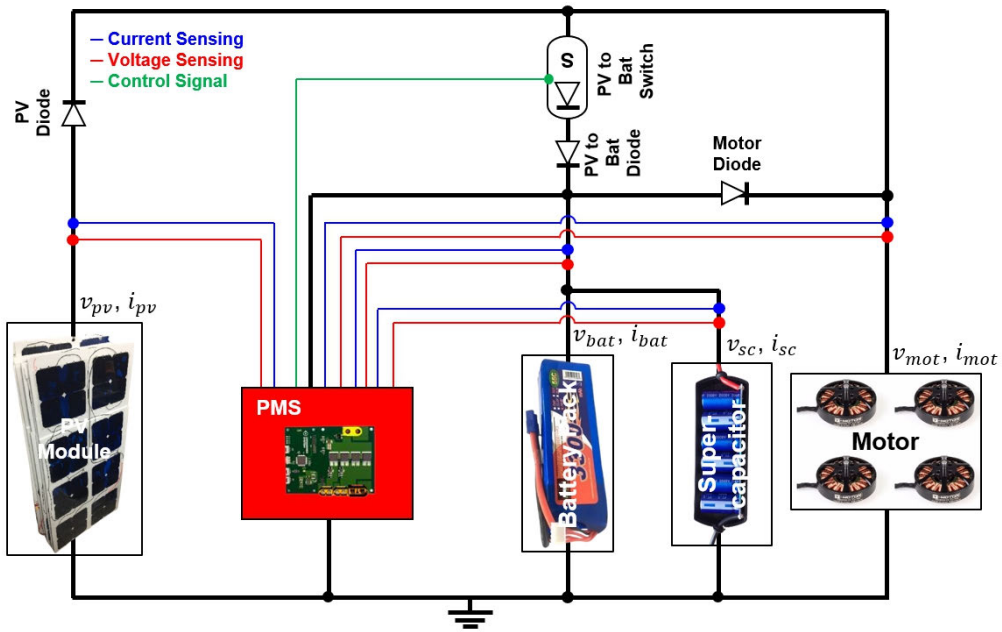 Current Sensing
Voltage Sensing
Control Signal
PV
Diode
S
PV to
Bat
Switch
PV to
Bat
Diode
Motor
Diode
v_pv, i_pv
v_bat, i_bat
v_sc, i_sc
v_mot, i_mot
PMS
PV
Module
Battery pack
Super-
capacitor
Motor